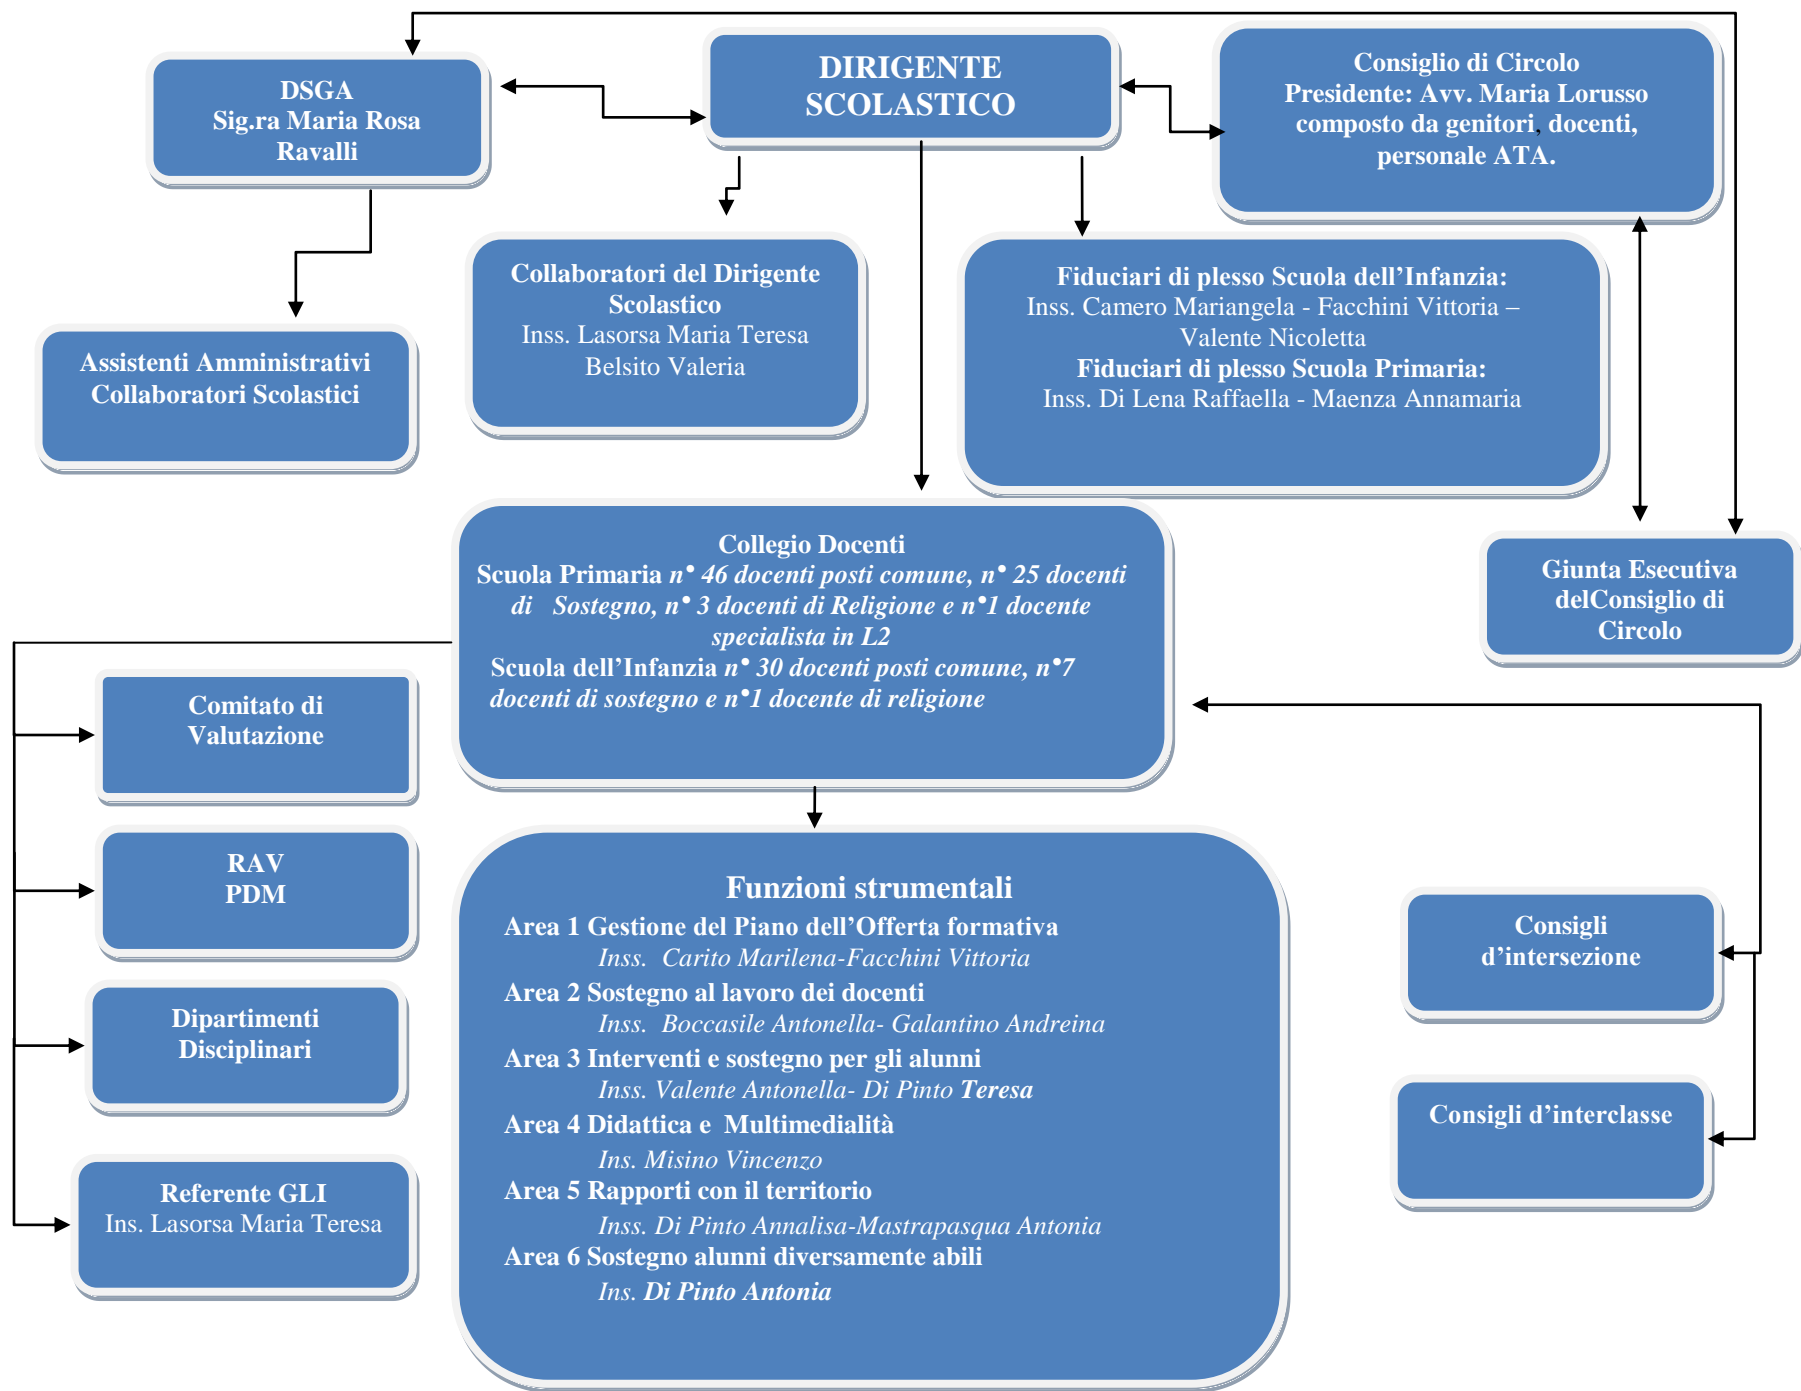 DIRIGENTE
SCOLASTICO
DSGA
Sig.ra Maria Rosa
Ravalli
Consiglio di Circolo
Presidente: Avv. Maria Lorusso
composto da genitori, docenti,
personale ATA.
Collaboratori del Dirigente
Scolastico
Inss. Lasorsa Maria Teresa
Belsito Valeria
Fiduciari di plesso Scuola dell’Infanzia:
Inss. Camero Mariangela - Facchini Vittoria –
Valente Nicoletta
Fiduciari di plesso Scuola Primaria:
Inss. Di Lena Raffaella - Maenza Annamaria
Assistenti Amministrativi
Collaboratori Scolastici
Collegio Docenti
Scuola Primaria n° 46 docenti posti comune, n° 25 docenti
di Sostegno, n° 3 docenti di Religione e n°1 docente
specialista in L2
Scuola dell’Infanzia n° 30 docenti posti comune, n°7
docenti di sostegno e n°1 docente di religione
Giunta Esecutiva
delConsiglio di
Circolo
Comitato di
Valutazione
RAV
PDM
Dipartimenti
Disciplinari
Referente GLI
Ins. Lasorsa Maria Teresa
Funzioni strumentali
Area 1 Gestione del Piano dell’Offerta formativa
Inss. Carito Marilena-Facchini Vittoria
Area 2 Sostegno al lavoro dei docenti
Inss. Boccasile Antonella- Galantino Andreina
Area 3 Interventi e sostegno per gli alunni
Inss. Valente Antonella- Di Pinto Teresa
Area 4 Didattica e Multimedialità
Ins. Misino Vincenzo
Area 5 Rapporti con il territorio
Inss. Di Pinto Annalisa-Mastrapasqua Antonia
Area 6 Sostegno alunni diversamente abili
Ins. Di Pinto Antonia
Consigli
d’intersezione
Consigli d’interclasse